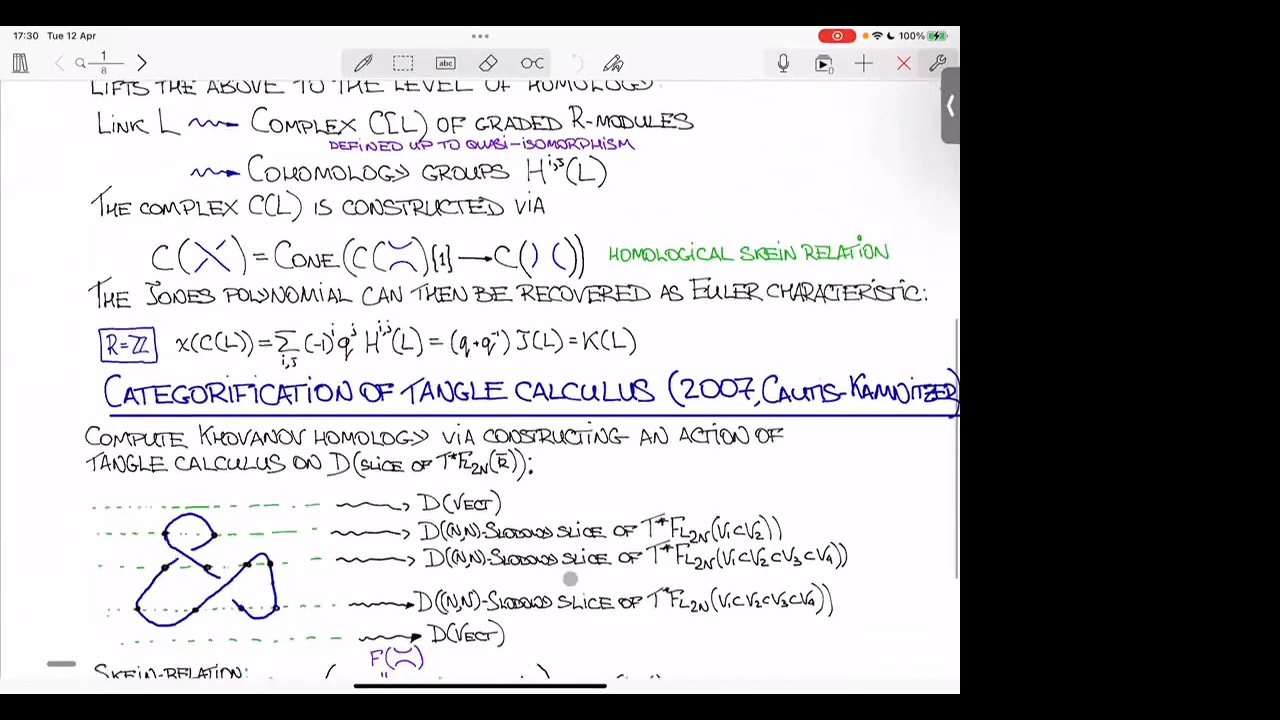 17:30 Tue 12 Apr
100%
1
8
abc
LIFTS THE ABOVE TO THE LEVEL OF HOMOLOGY:
LINK L ⇝ COMPLEX C(L) OF GRADED R-MODULES
DEFINED UP TO QUASI-ISOMORPHISM
⇝ COHOMOLOGY GROUPS H^{i,j}(L)
THE COMPLEX C(L) IS CONSTRUCTED VIA
C(╳) = CONE(C(≍)[1] → C()()) HOMOLOGICAL SKEIN RELATION
THE JONES POLYNOMIAL CAN THEN BE RECOVERED AS EULER CHARACTERISTIC:
R=ℤ χ(C(L)) = Σ_{i,j} (-1)^i q^j H^{i,j}(L) = (q+q^{-1}) J(L) = K(L)
CATEGORIFICATION OF TANGLE CALCULUS (2007, CAUTIS-KAMNITZER)
COMPUTE KHOVANOV HOMOLOGY VIA CONSTRUCTING AN ACTION OF
TANGLE CALCULUS ON D(SLICE OF T*FL_{2N}(k̄)):
D(VECT)
D((N,N)-SLODOWY SLICE OF T*FL_{2N}(V₁⊂V₂))
D((N,N)-SLODOWY SLICE OF T*FL_{2N}(V₁⊂V₂⊂V₃⊂V₄))
D((N,N)-SLODOWY SLICE OF T*FL_{2N}(V₁⊂V₂⊂V₃⊂V₄))
D(VECT)
F(≍)
SKEIN-RELATION: